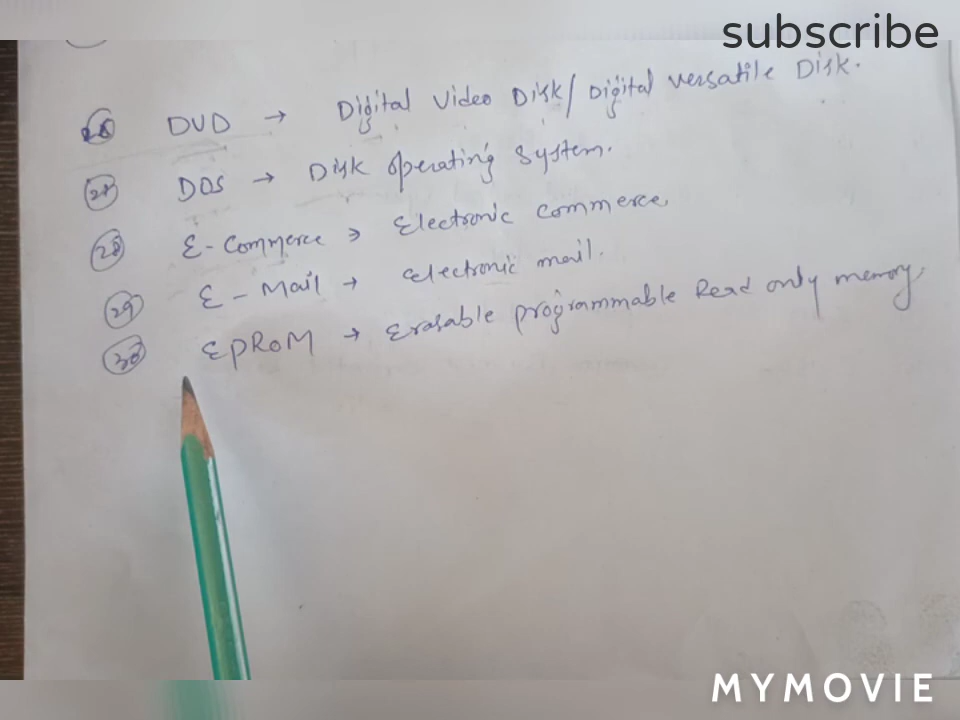 subscribe
DVD → Digital Video Disk/ Digital versatile Disk.
27 DOS → Disk operating System.
28 E-Commerce → Electronic commerce.
29 E-Mail → Electronic mail.
30 EPROM → Erasable programmable Read only memory.
MYMOVIE